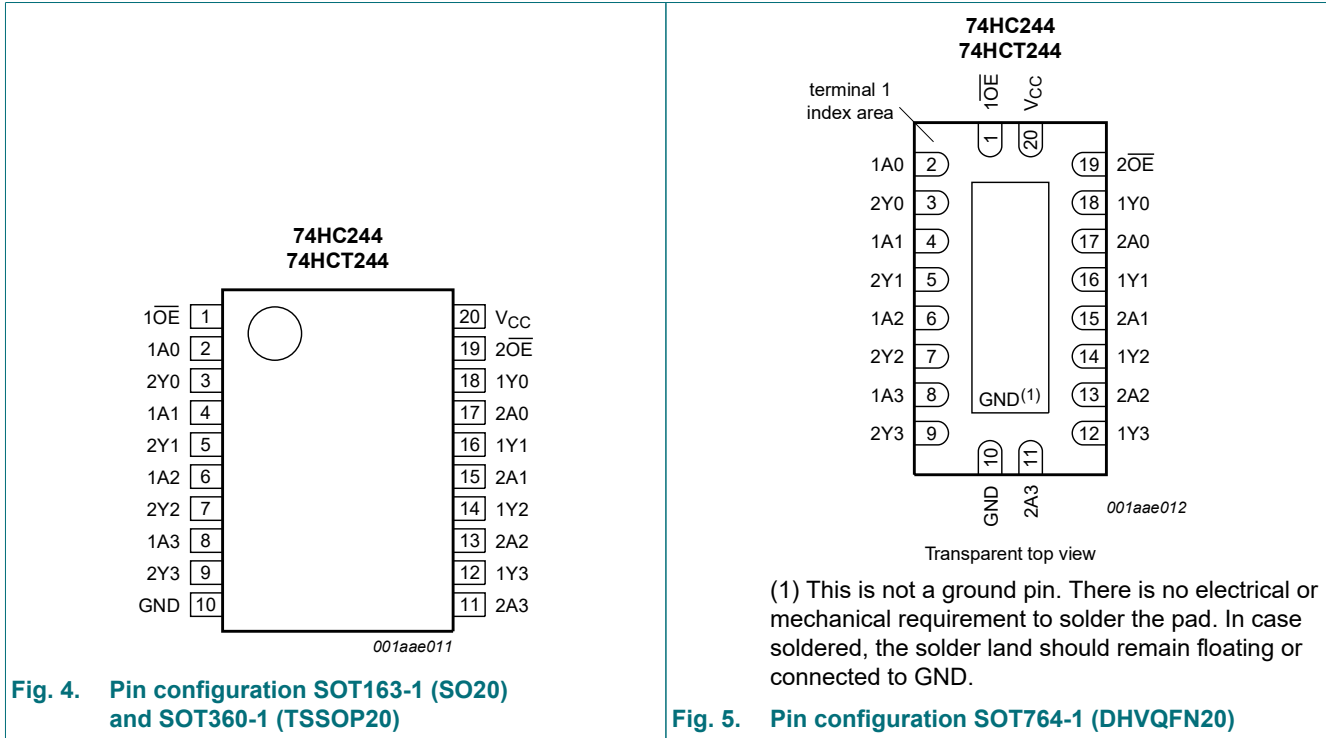 74HC244
74HCT244
1O̅E̅ 1
1A0 2
2Y0 3
1A1 4
2Y1 5
1A2 6
2Y2 7
1A3 8
2Y3 9
GND 10
20 VCC
19 2O̅E̅
18 1Y0
17 2A0
16 1Y1
15 2A1
14 1Y2
13 2A2
12 1Y3
11 2A3
001aae011
Fig. 4. Pin configuration SOT163-1 (SO20)
and SOT360-1 (TSSOP20)
74HC244
74HCT244
terminal 1
index area
1O̅E̅
VCC
1
20
1A0 2
2Y0 3
1A1 4
2Y1 5
1A2 6
2Y2 7
1A3 8
2Y3 9
19 2O̅E̅
18 1Y0
17 2A0
16 1Y1
15 2A1
14 1Y2
13 2A2
12 1Y3
GND(1)
10
11
GND
2A3
001aae012
Transparent top view
(1) This is not a ground pin. There is no electrical or
mechanical requirement to solder the pad. In case
soldered, the solder land should remain floating or
connected to GND.
Fig. 5. Pin configuration SOT764-1 (DHVQFN20)